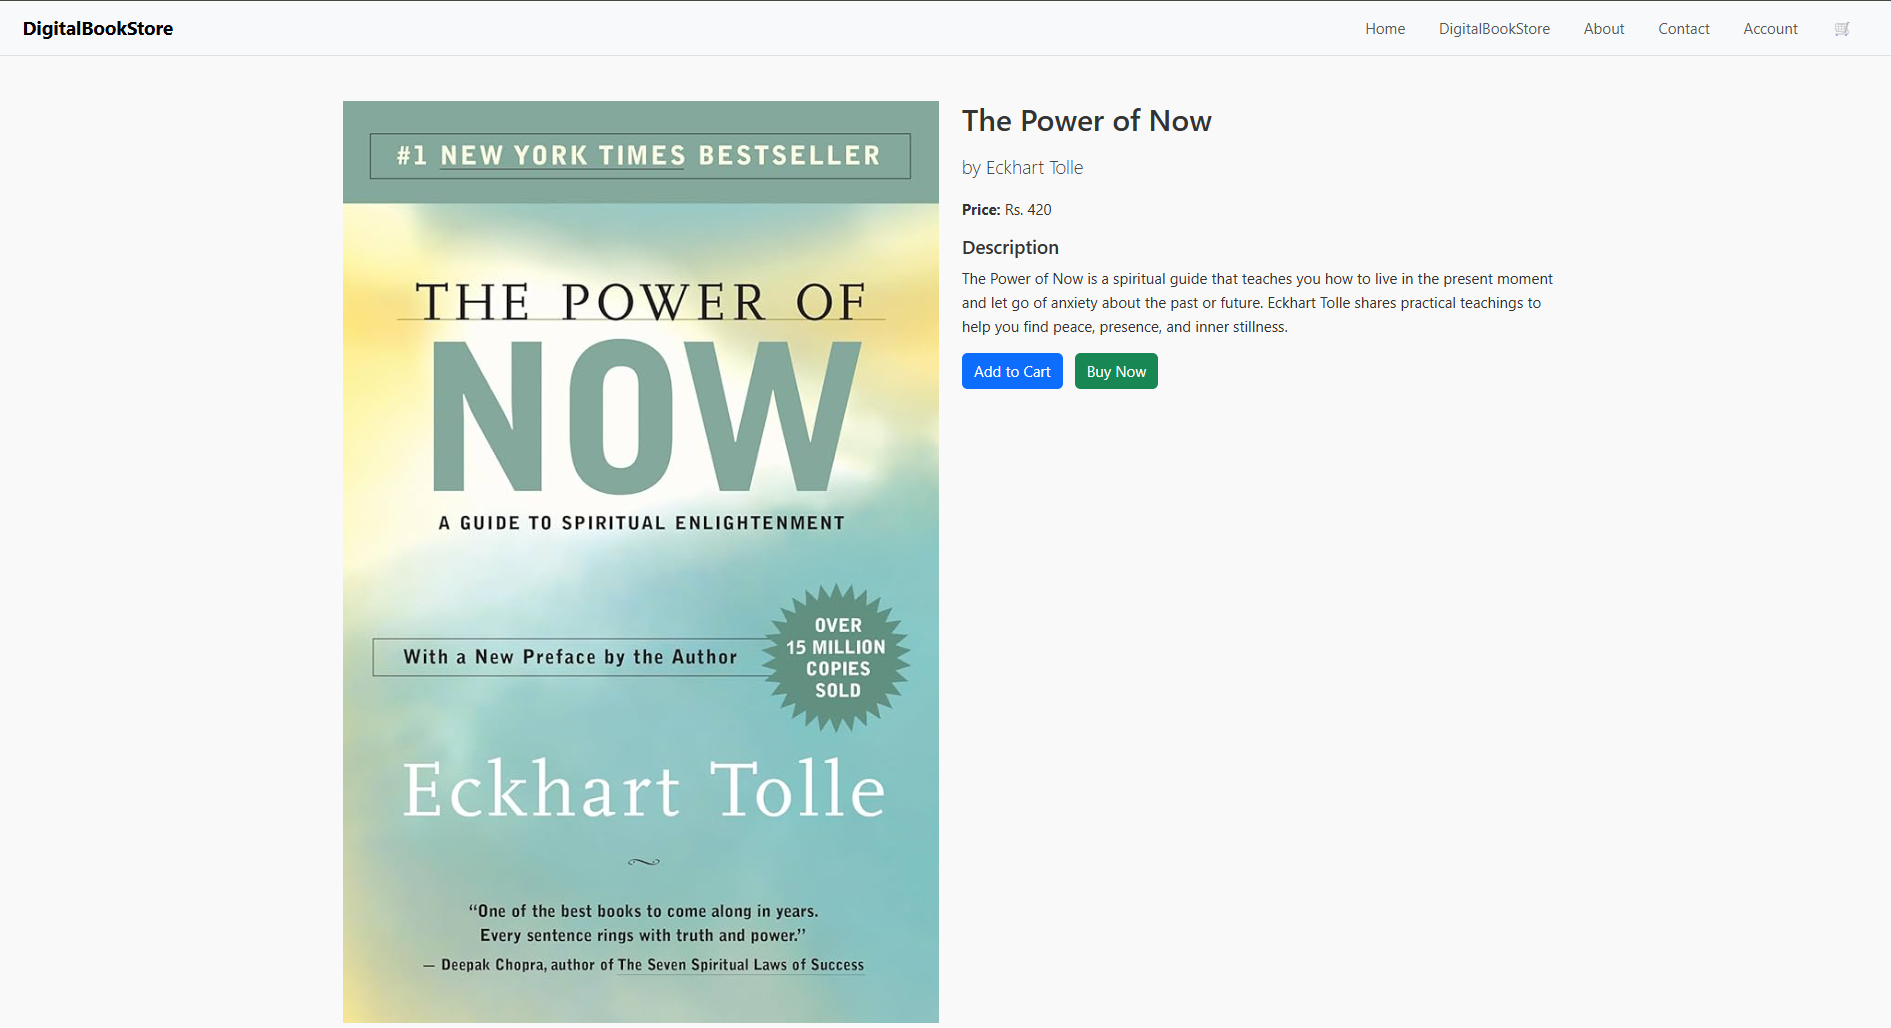 DigitalBookStore
Home DigitalBookStore About Contact Account
#1 NEW YORK TIMES BESTSELLER
THE POWER OF
NOW
A GUIDE TO SPIRITUAL ENLIGHTENMENT
With a New Preface by the Author
OVER
15 MILLION
COPIES
SOLD
Eckhart Tolle
“One of the best books to come along in years.
Every sentence rings with truth and power.”
— Deepak Chopra, author of The Seven Spiritual Laws of Success
The Power of Now
by Eckhart Tolle
Price: Rs. 420
Description
The Power of Now is a spiritual guide that teaches you how to live in the present moment
and let go of anxiety about the past or future. Eckhart Tolle shares practical teachings to
help you find peace, presence, and inner stillness.
Add to Cart Buy Now